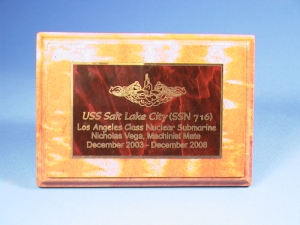 USS Salt Lake City (SSN 716)
Los Angeles Class Nuclear Submarine
Nicholas Vega, Machinist Mate
December 2003 - December 2008